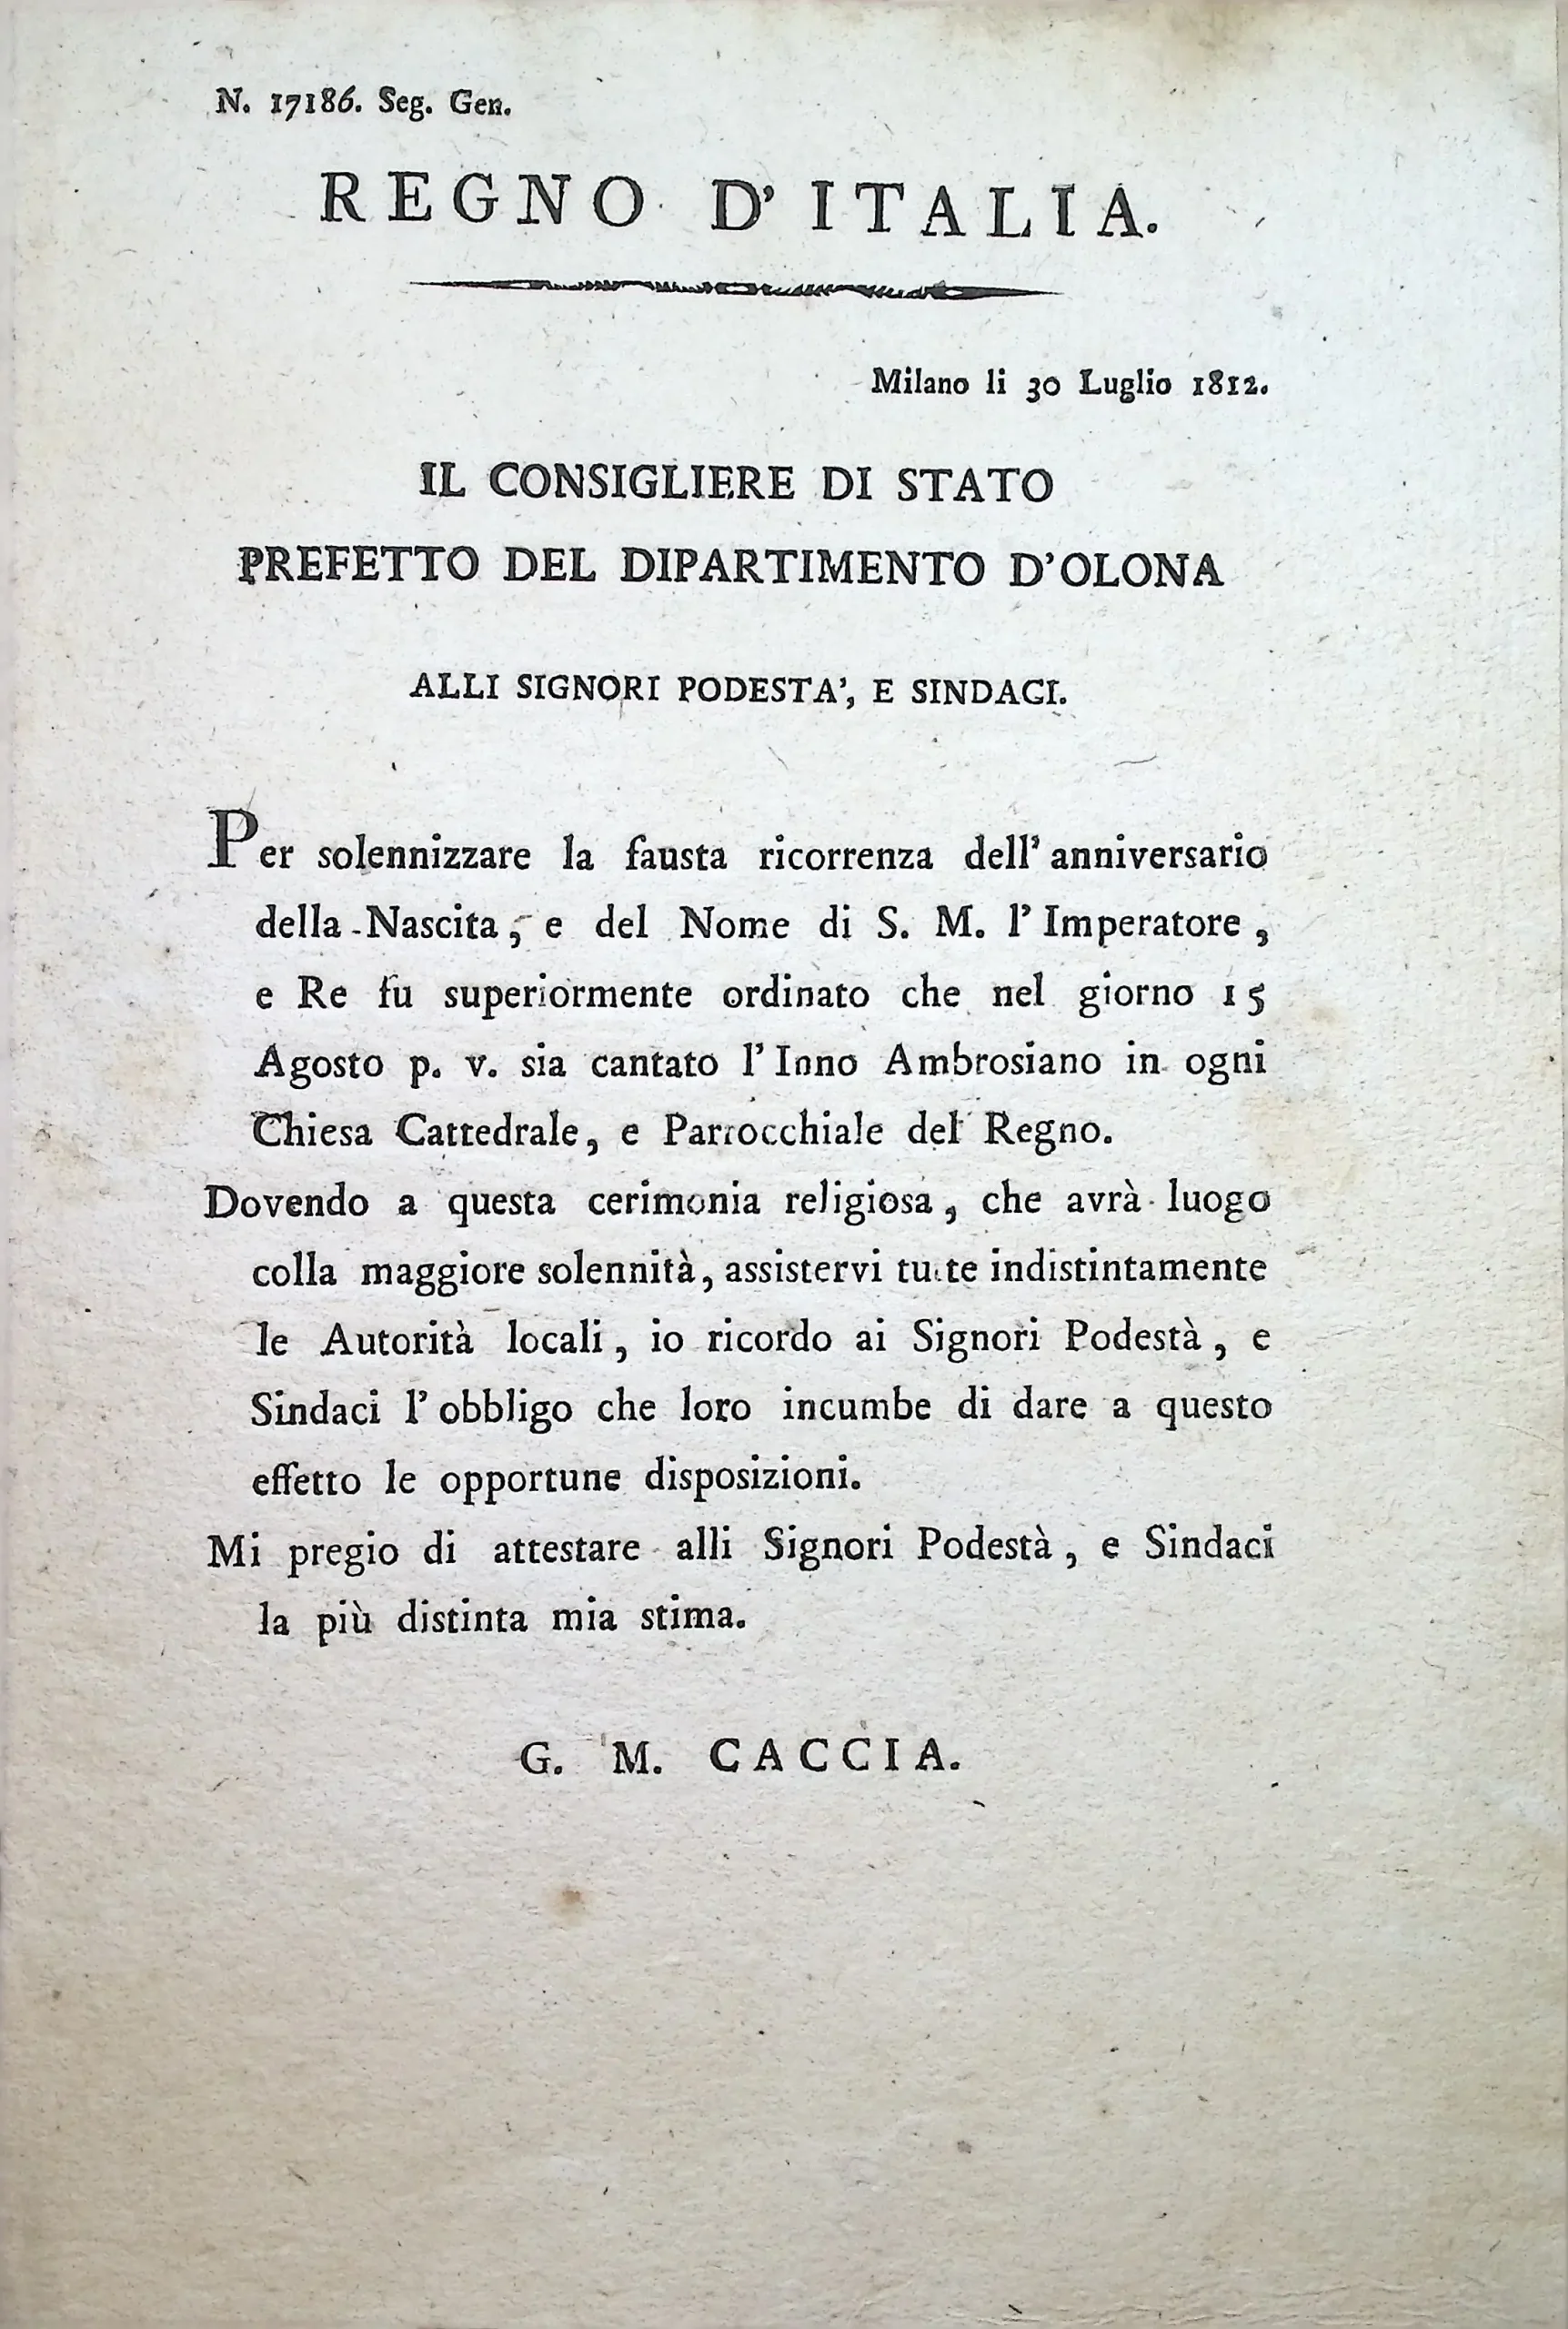 N. 17186. Seg. Gen.
REGNO D'ITALIA.
Milano li 30 Luglio 1812.
IL CONSIGLIERE DI STATO
PREFETTO DEL DIPARTIMENTO D'OLONA
ALLI SIGNORI PODESTA', E SINDACI.
Per solennizzare la fausta ricorrenza dell' anniversario
della Nascita, e del Nome di S. M. l' Imperatore,
e Re fu superiormente ordinato che nel giorno 15
Agosto p. v. sia cantato l' Inno Ambrosiano in ogni
Chiesa Cattedrale, e Parrocchiale del Regno.
Dovendo a questa cerimonia religiosa, che avrà luogo
colla maggiore solennità, assistervi tutte indistintamente
le Autorità locali, io ricordo ai Signori Podestà, e
Sindaci l' obbligo che loro incumbe di dare a questo
effetto le opportune disposizioni.
Mi pregio di attestare alli Signori Podestà, e Sindaci
la più distinta mia stima.
G. M. CACCIA.